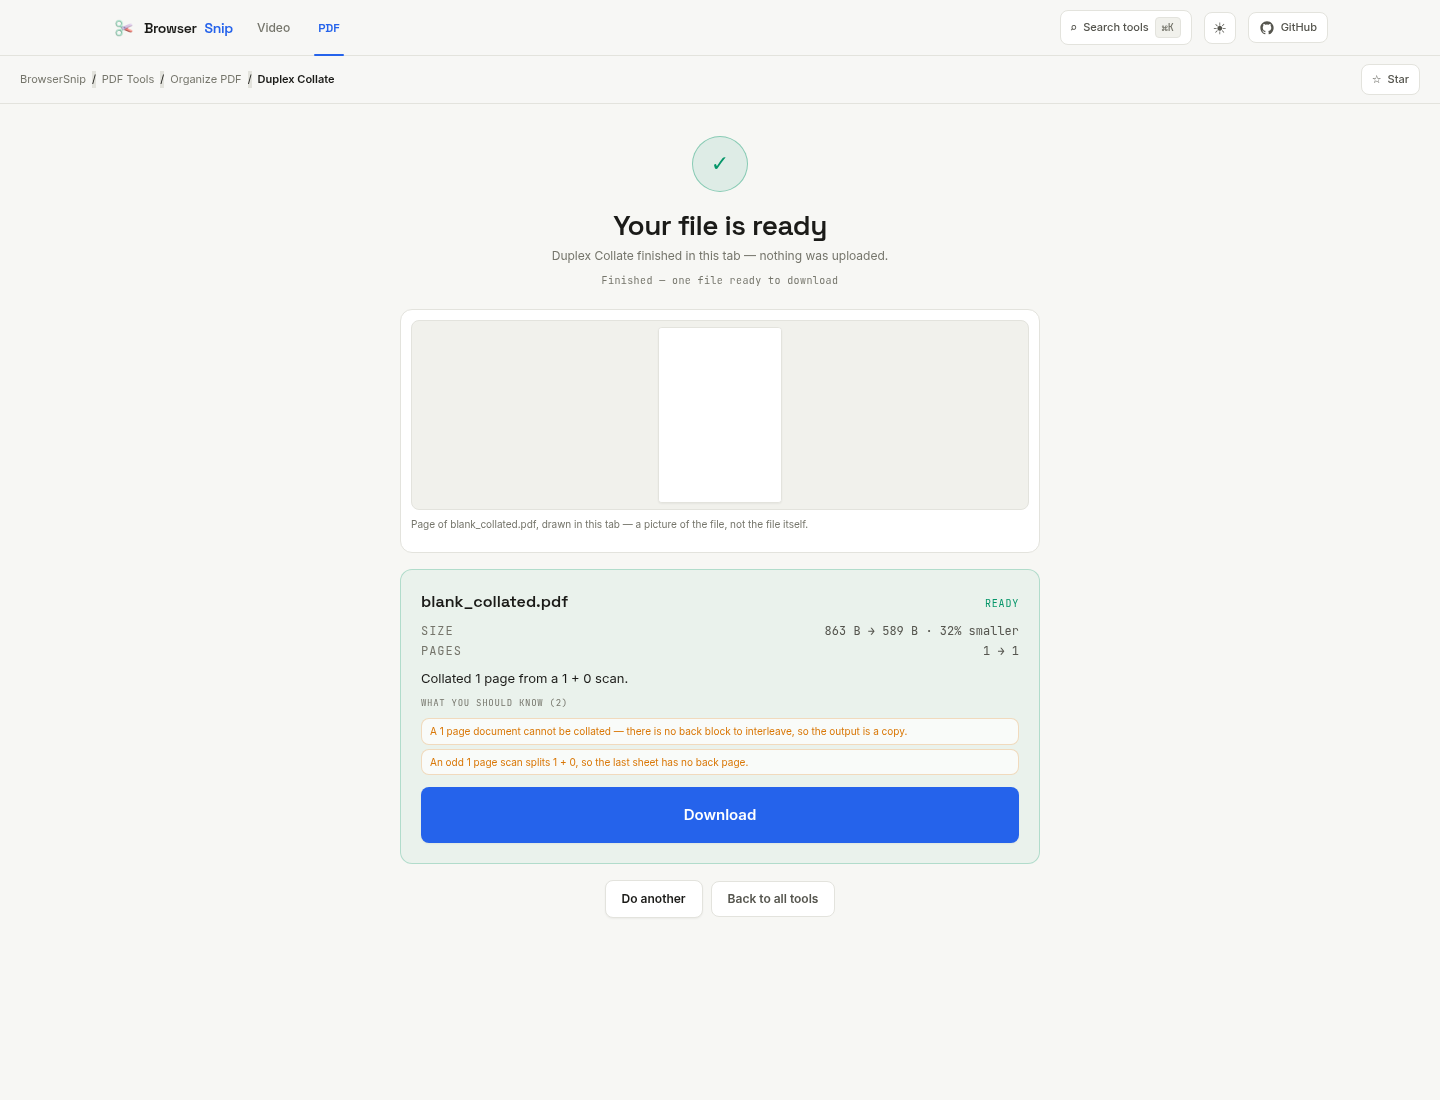 Browser Snip Video PDF Search tools ⌘K GitHub
BrowserSnip / PDF Tools / Organize PDF / Duplex Collate ☆ Star
✓
Your file is ready
Duplex Collate finished in this tab — nothing was uploaded.
Finished — one file ready to download
Page of blank_collated.pdf, drawn in this tab — a picture of the file, not the file itself.
blank_collated.pdf READY
SIZE 863 B → 589 B · 32% smaller
PAGES 1 → 1
Collated 1 page from a 1 + 0 scan.
WHAT YOU SHOULD KNOW (2)
A 1 page document cannot be collated — there is no back block to interleave, so the output is a copy.
An odd 1 page scan splits 1 + 0, so the last sheet has no back page.
Download
Do another Back to all tools